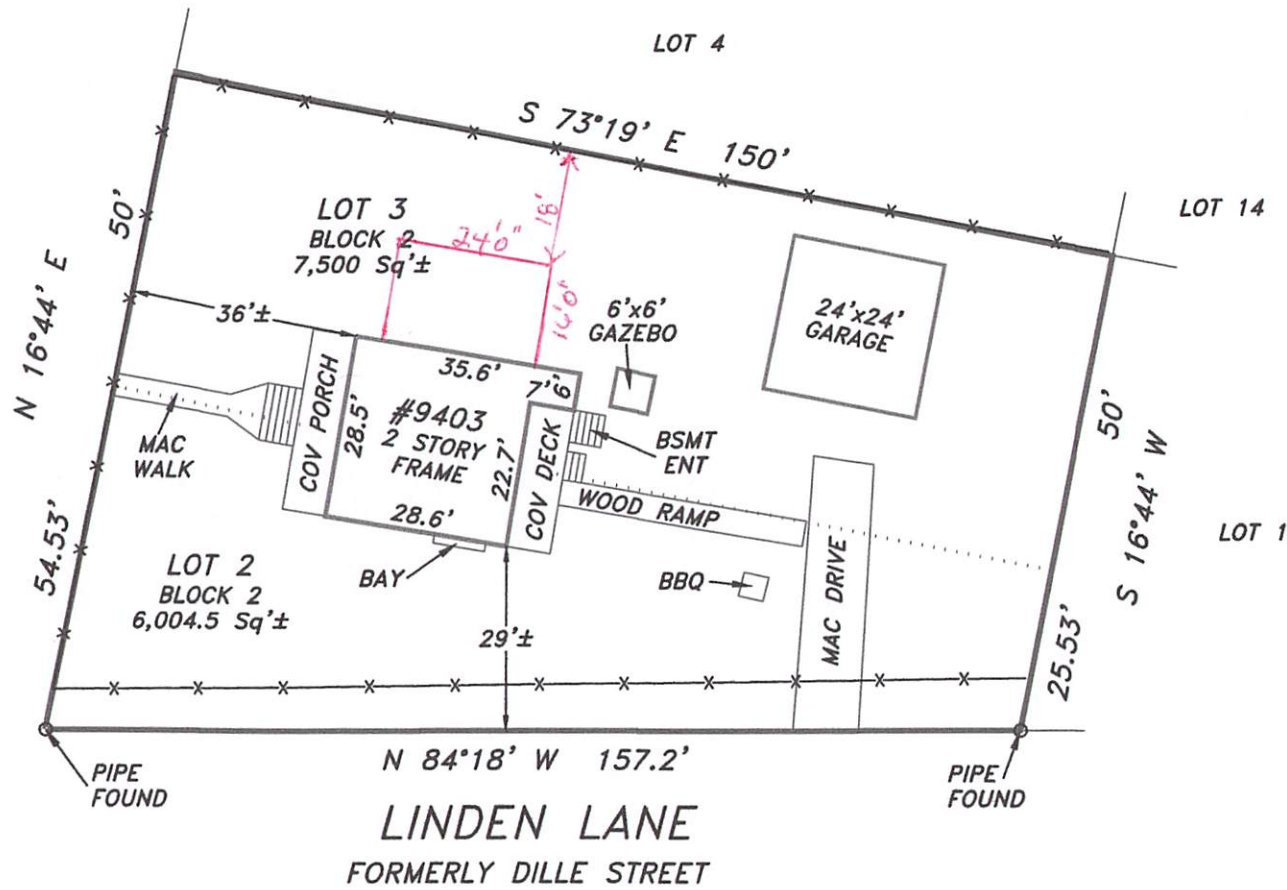 LOT 4
S 73°19' E 150'
LOT 14
LOT 3
BLOCK 2
7,500 Sq'±
18'
24'0"
16'0"
50'
N 16°44' E
36'±
6'x6'
GAZEBO
24'x24'
GARAGE
COV PORCH
35.6'
7'
6'
#9403
2 STORY
FRAME
28.5'
22.7'
28.6'
COV DECK
BSMT
ENT
WOOD RAMP
MAC
WALK
50'
S 16°44' W
LOT 1
54.53'
LOT 2
BLOCK 2
6,004.5 Sq'±
BAY
BBQ
MAC DRIVE
29'±
25.53'
N 84°18' W 157.2'
PIPE
FOUND
PIPE
FOUND
LINDEN LANE
FORMERLY DILLE STREET